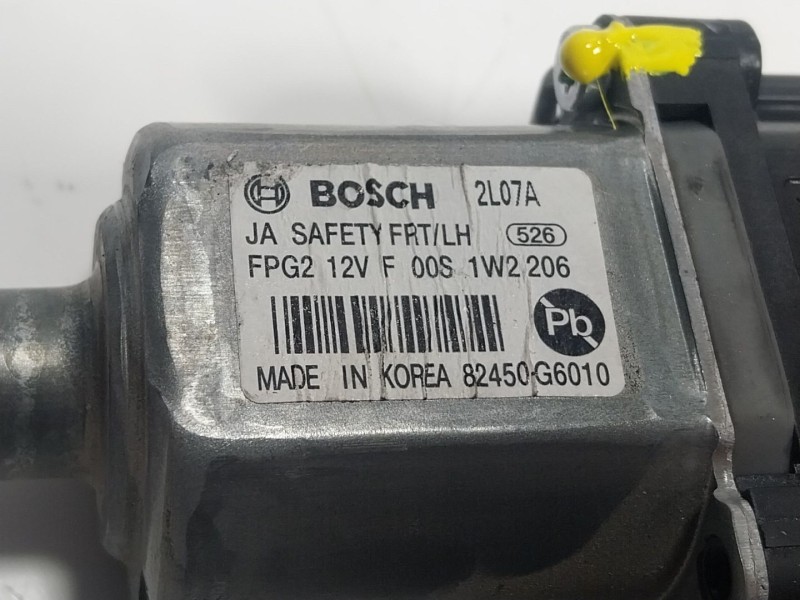 BOSCH 2L07A
JA SAFETY FRT/LH 526
FPG2 12V F 00S 1W2 206
Pb
MADE IN KOREA 82450-G6010